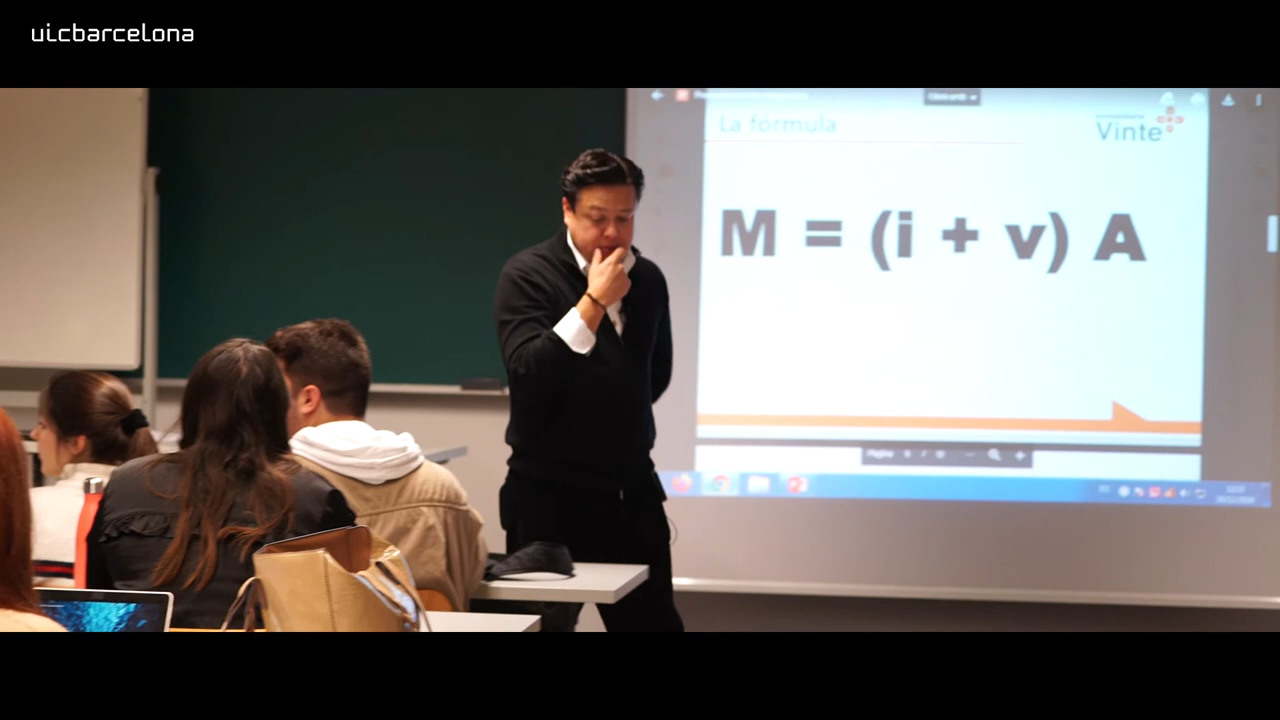 uicbarcelona
La fórmula
Vinte
M = (i + v) A